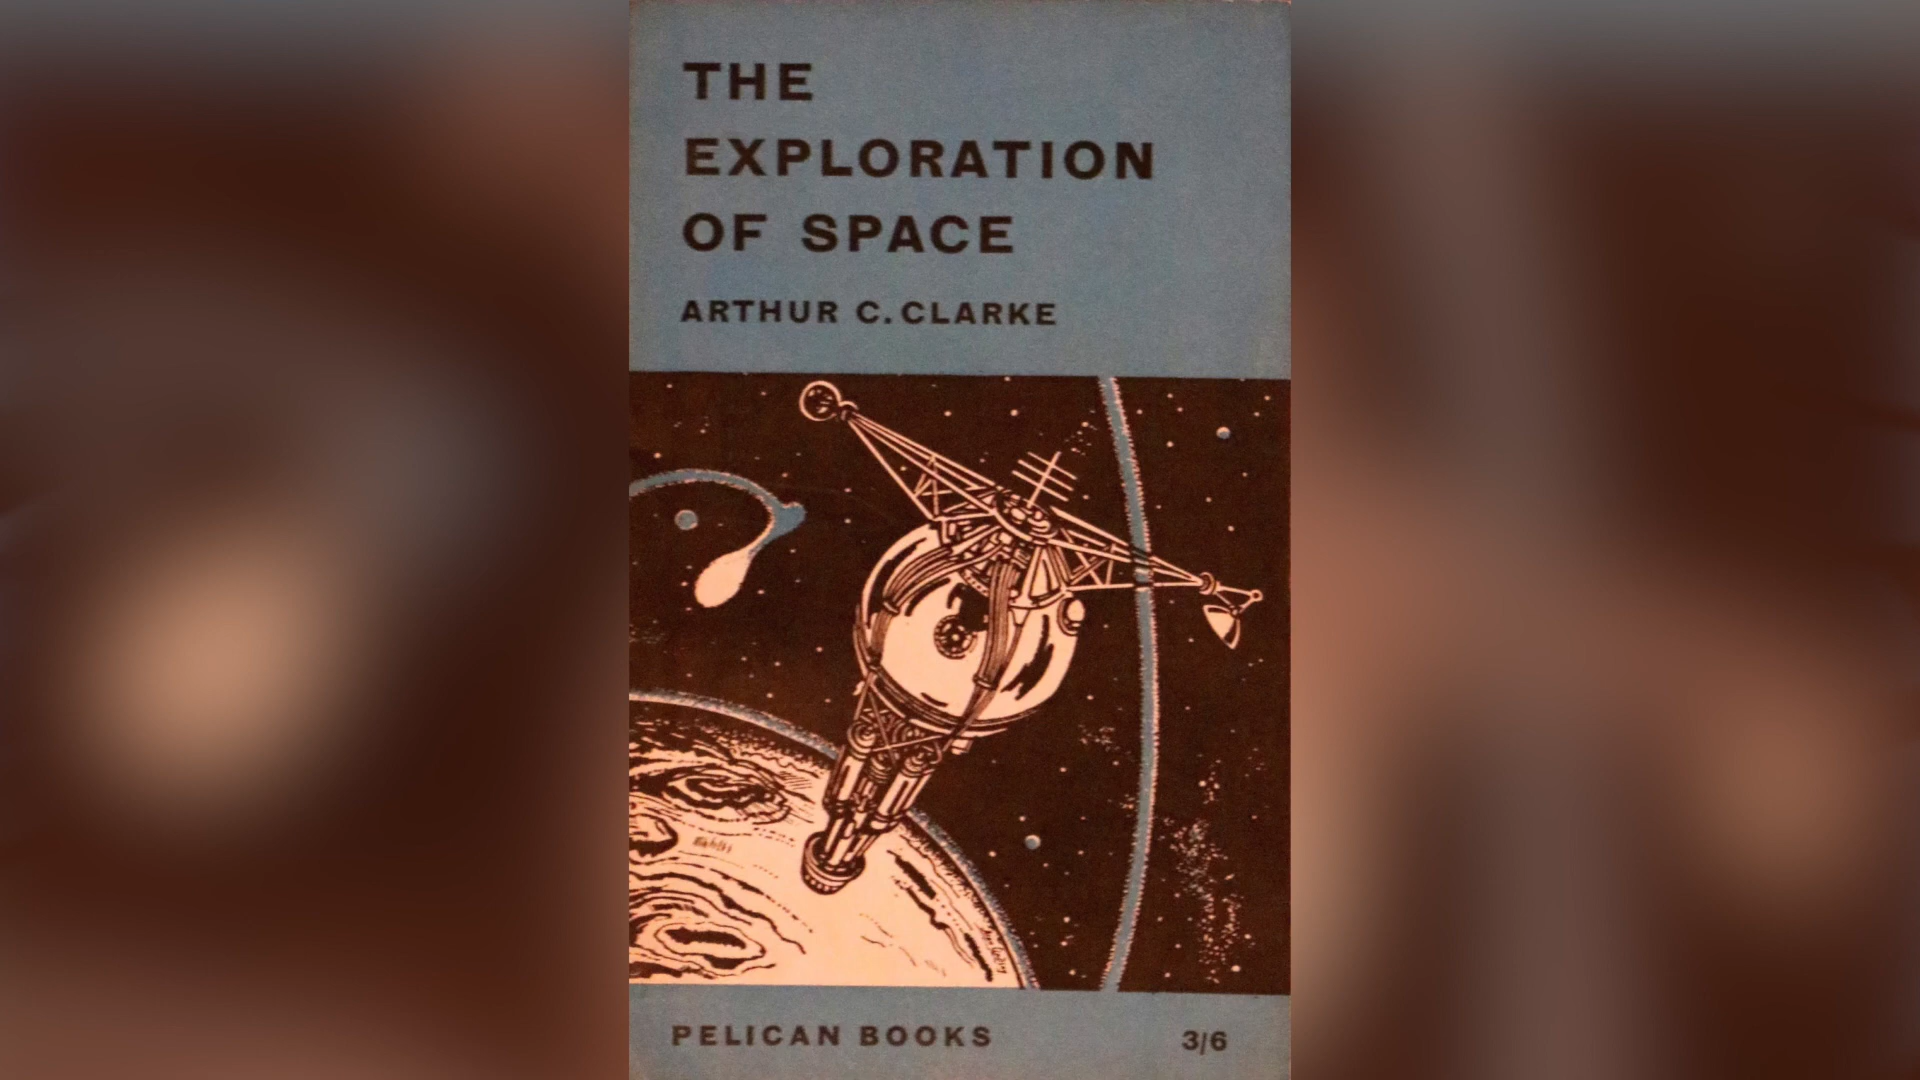 THE
EXPLORATION
OF SPACE
ARTHUR C. CLARKE
PELICAN BOOKS 3/6